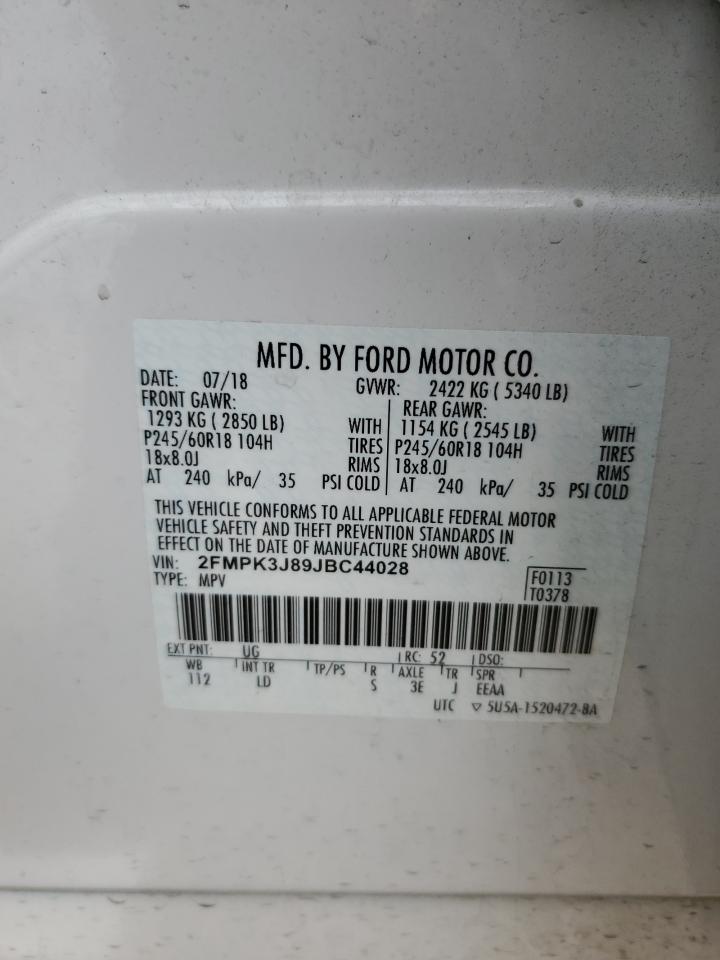 MFD. BY FORD MOTOR CO.
DATE: 07/18 GVWR: 2422 KG ( 5340 LB)
FRONT GAWR: REAR GAWR:
1293 KG ( 2850 LB) WITH 1154 KG ( 2545 LB) WITH
P245/60R18 104H TIRES P245/60R18 104H TIRES
18x8.0J RIMS 18x8.0J RIMS
AT 240 kPa/ 35 PSI COLD AT 240 kPa/ 35 PSI COLD
THIS VEHICLE CONFORMS TO ALL APPLICABLE FEDERAL MOTOR
VEHICLE SAFETY AND THEFT PREVENTION STANDARDS IN
EFFECT ON THE DATE OF MANUFACTURE SHOWN ABOVE.
VIN: 2FMPK3J89JBC44028 F0113
TYPE: MPV T0378
EXT PNT: UG RC: 52 DSO:
WB INT TR TP/PS R AXLE TR SPR
112 LD S 3E J EEAA
UTC ▽ 5U5A-1520472-BA